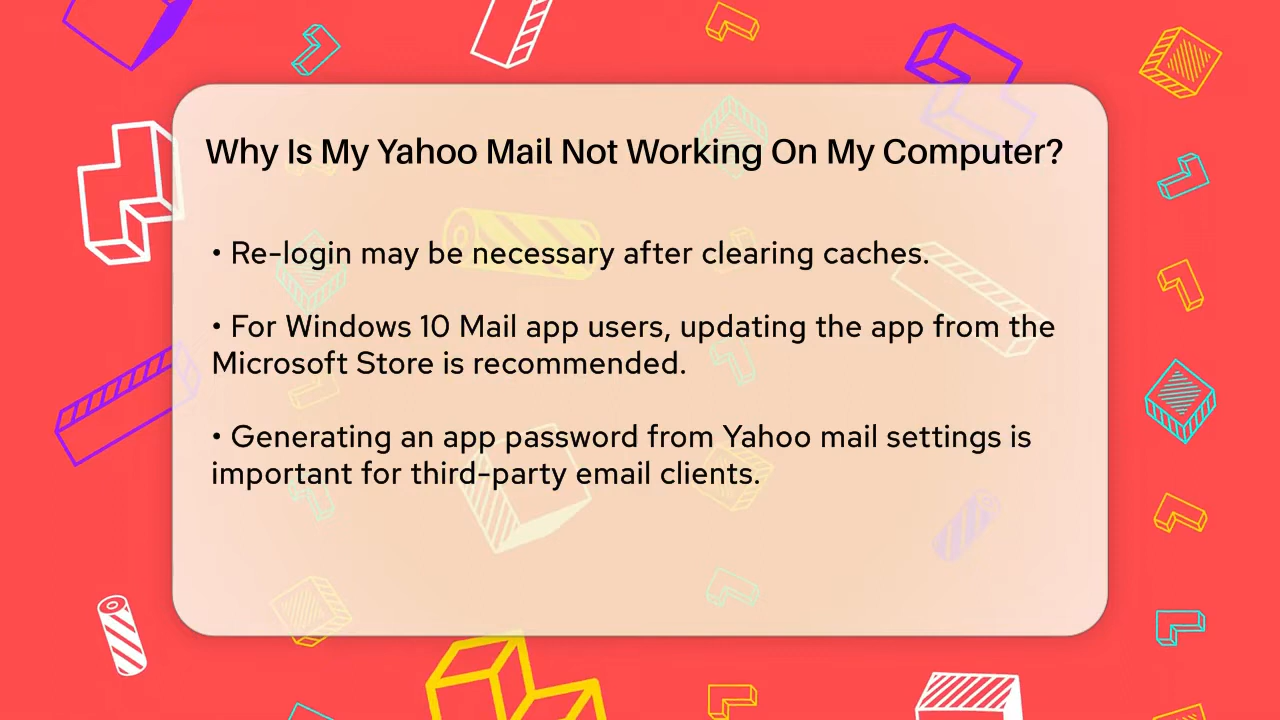 Why Is My Yahoo Mail Not Working On My Computer?
• Re-login may be necessary after clearing caches.
• For Windows 10 Mail app users, updating the app from the
Microsoft Store is recommended.
• Generating an app password from Yahoo mail settings is
important for third-party email clients.